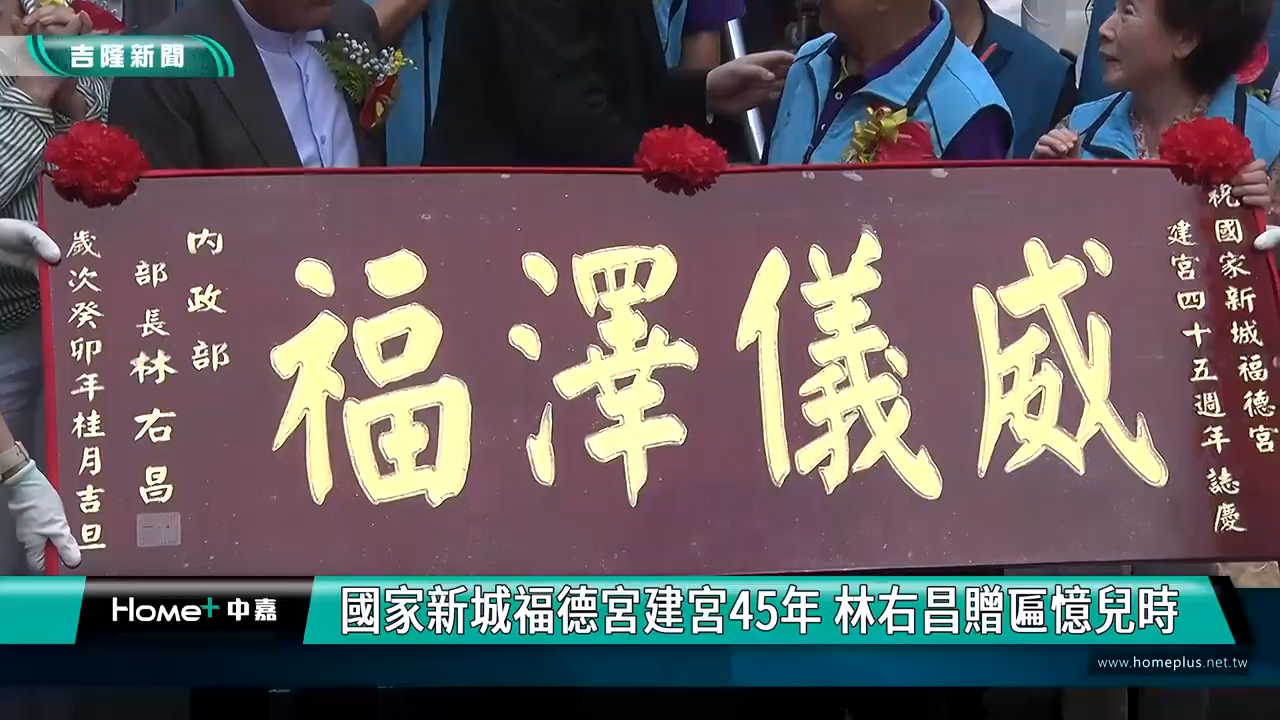 吉隆新聞
祝國家新城福德宮
建宮四十五週年誌慶
威儀澤福
內政部
部長林右昌
歲次癸卯年桂月吉旦
Home+中嘉
國家新城福德宮建宮45年 林右昌贈匾憶兒時
www.homeplus.net.tw